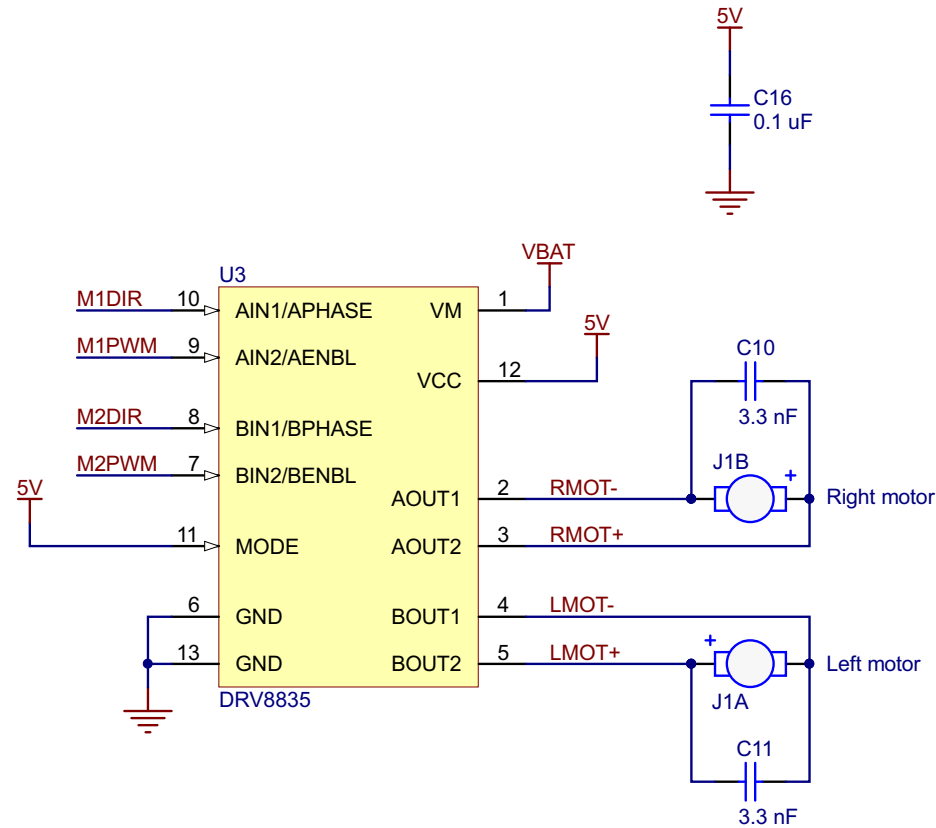 5V
C16
0.1 uF
VBAT
U3
M1DIR
10
AIN1/APHASE
VM
1
5V
M1PWM
9
AIN2/AENBL
VCC
12
C10
3.3 nF
M2DIR
8
BIN1/BPHASE
M2PWM
7
BIN2/BENBL
J1B
+
5V
AOUT1
2
RMOT-
Right motor
11
MODE
AOUT2
3
RMOT+
6
GND
BOUT1
4
LMOT-
13
GND
BOUT2
5
LMOT+
+
Left motor
DRV8835
J1A
C11
3.3 nF